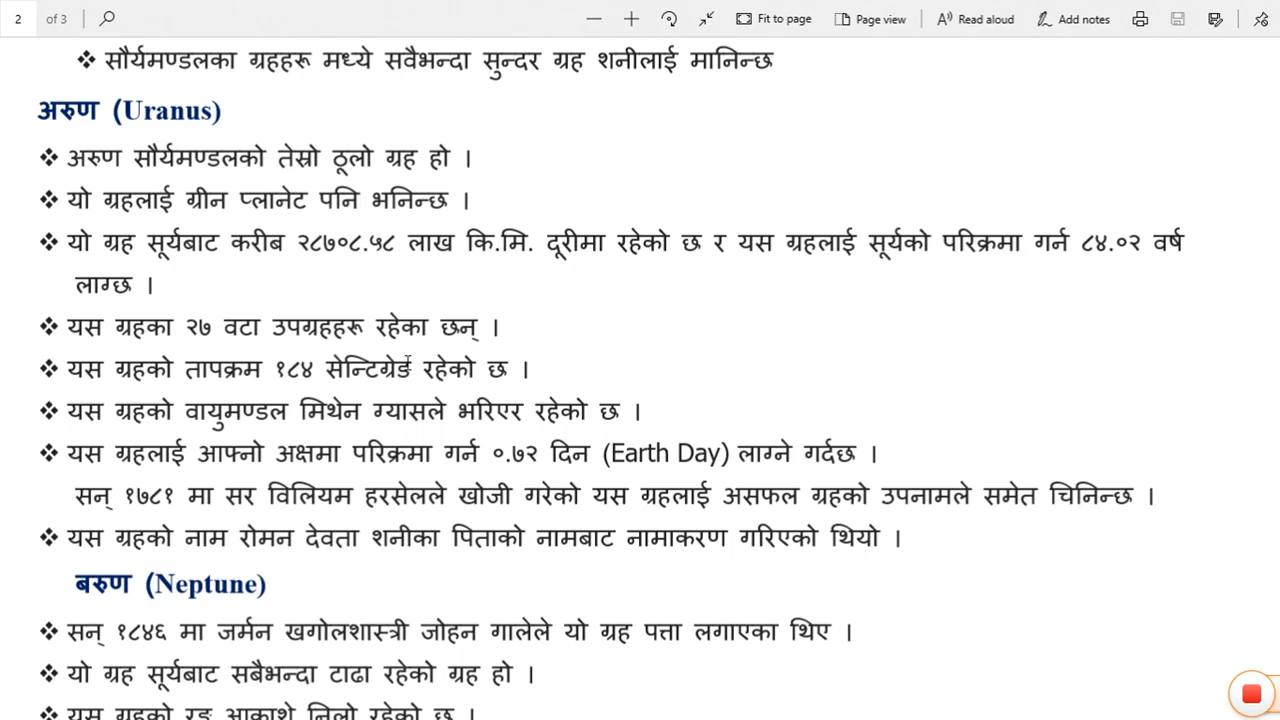 2 of 3 Fit to page Page view Read aloud Add notes
❖ सौर्यमण्डलका ग्रहहरू मध्ये सवैभन्दा सुन्दर ग्रह शनीलाई मानिन्छ
अरुण (Uranus)
❖ अरुण सौर्यमण्डलको तेस्रो ठूलो ग्रह हो ।
❖ यो ग्रहलाई ग्रीन प्लानेट पनि भनिन्छ ।
❖ यो ग्रह सूर्यबाट करीब २८७०८.५८ लाख कि.मि. दूरीमा रहेको छ र यस ग्रहलाई सूर्यको परिक्रमा गर्न ८४.०२ वर्ष
लाग्छ ।
❖ यस ग्रहका २७ वटा उपग्रहहरू रहेका छन् ।
❖ यस ग्रहको तापक्रम १८४ सेन्टिग्रेड रहेको छ ।
❖ यस ग्रहको वायुमण्डल मिथेन ग्यासले भरिएर रहेको छ ।
❖ यस ग्रहलाई आफ्नो अक्षमा परिक्रमा गर्न ०.७२ दिन (Earth Day) लाग्ने गर्दछ ।
सन् १७८१ मा सर विलियम हरसेलले खोजी गरेको यस ग्रहलाई असफल ग्रहको उपनामले समेत चिनिन्छ ।
❖ यस ग्रहको नाम रोमन देवता शनीका पिताको नामबाट नामाकरण गरिएको थियो ।
बरुण (Neptune)
❖ सन् १८४६ मा जर्मन खगोलशास्त्री जोहन गालेले यो ग्रह पत्ता लगाएका थिए ।
❖ यो ग्रह सूर्यबाट सबैभन्दा टाढा रहेको ग्रह हो ।
❖ यस ग्रहको रङ आकाशे निलो रहेको छ ।